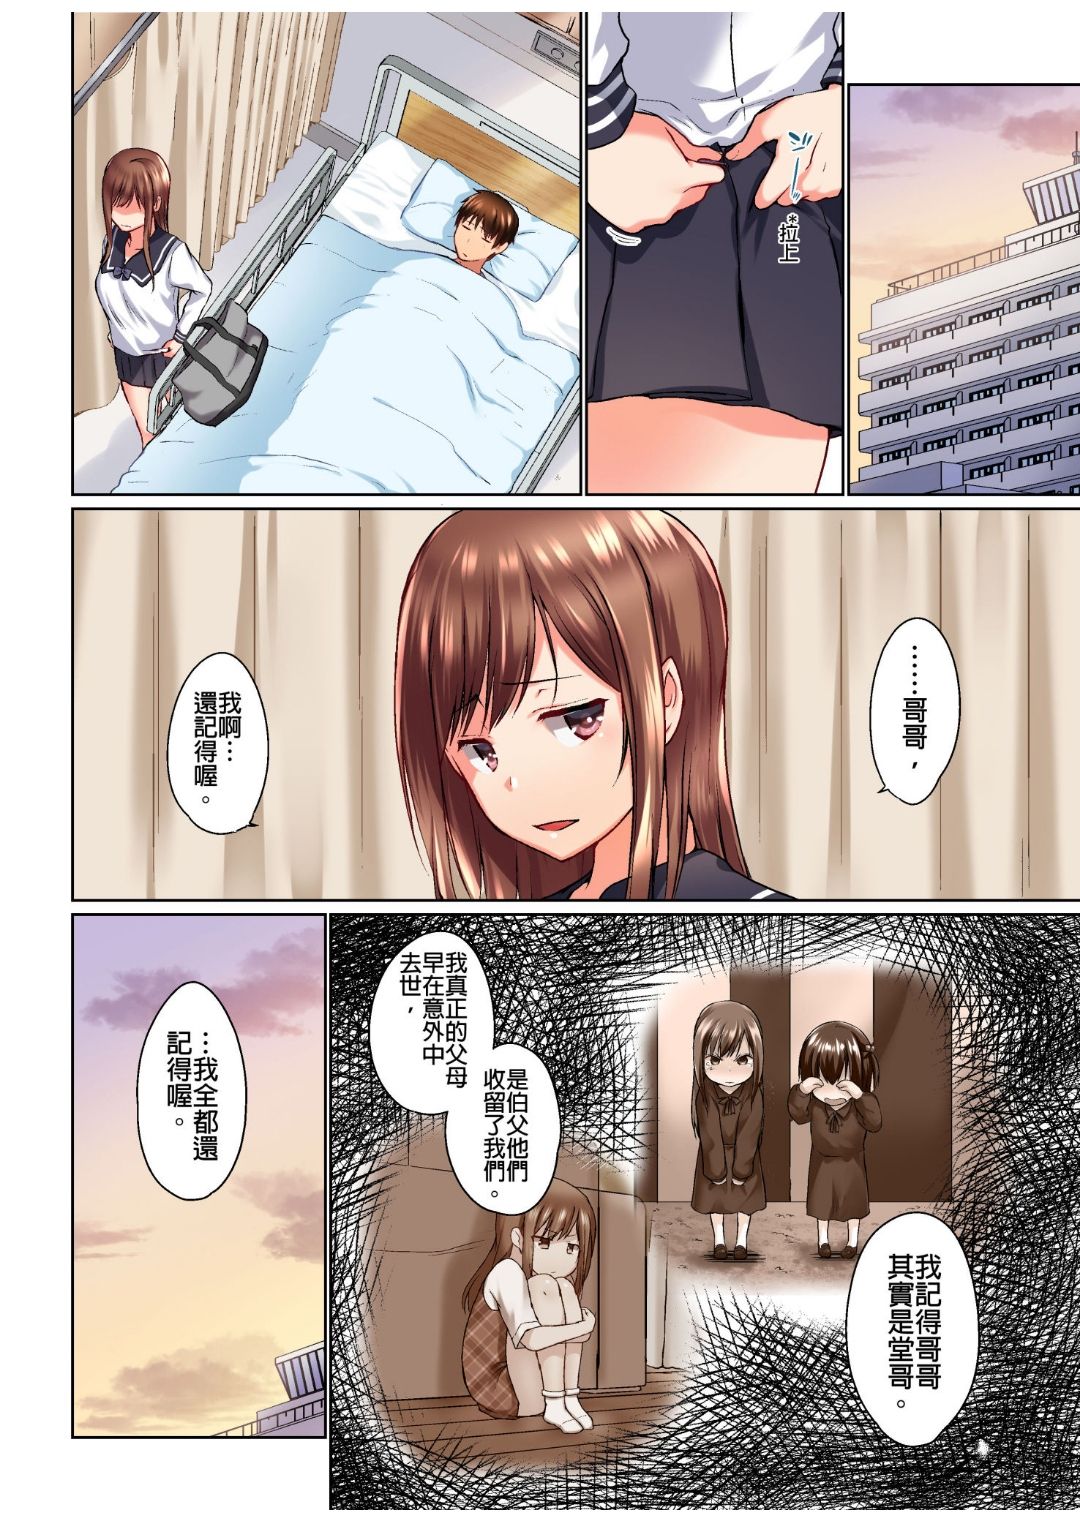 *拉上
……哥哥，
我啊…
還記得喔。
我記得哥哥
其實是堂哥。
我真正的父母
早在意外中
去世，
是伯父他們
收留了我們。
…我全都還
記得喔。